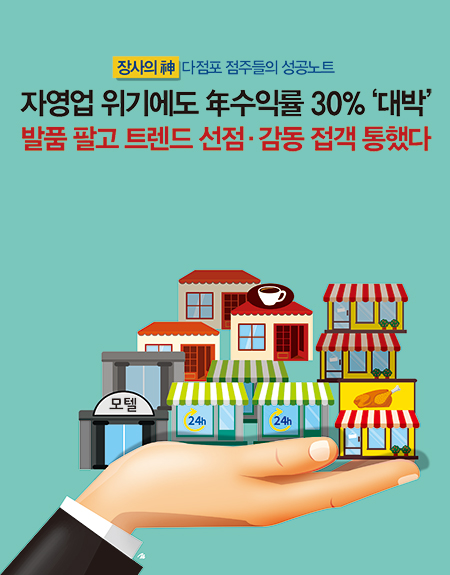 장사의 神 다점포 점주들의 성공노트
자영업 위기에도 年수익률 30% ‘대박’
발품 팔고 트렌드 선점·감동 접객 통했다
모텔
24h
24h